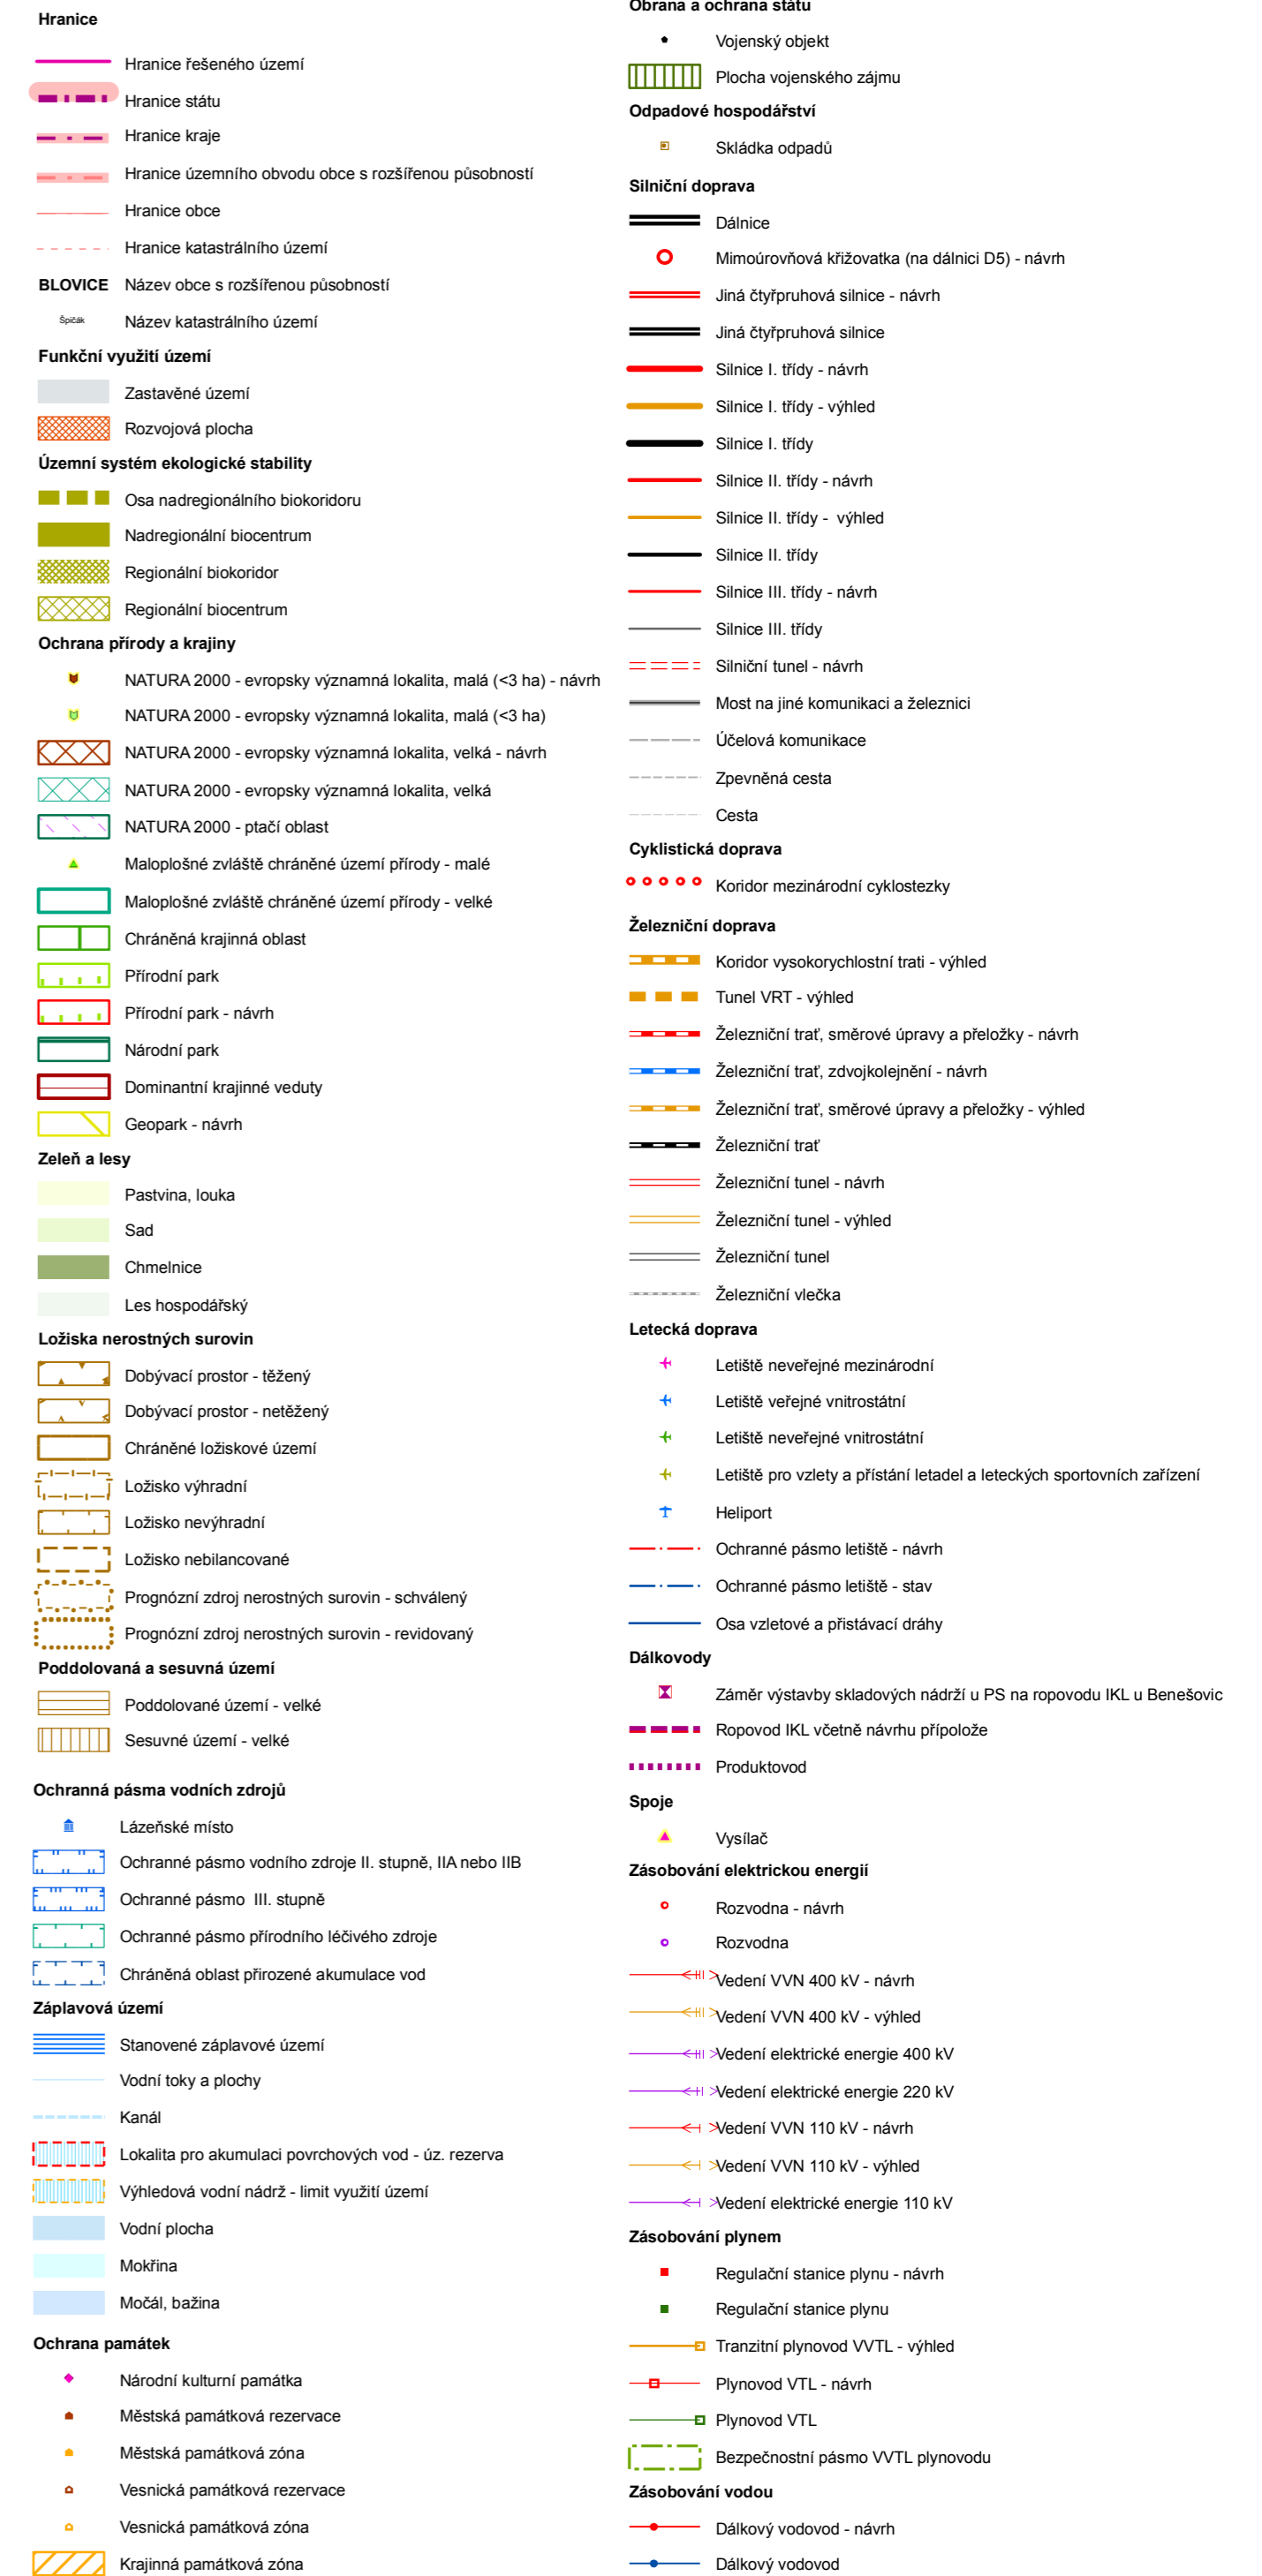 Hranice
Hranice řešeného území
Hranice státu
Hranice kraje
Hranice územního obvodu obce s rozšířenou působností
Hranice obce
Hranice katastrálního území
BLOVICE Název obce s rozšířenou působností
Špičák Název katastrálního území
Funkční využití území
Zastavěné území
Rozvojová plocha
Územní systém ekologické stability
Osa nadregionálního biokoridoru
Nadregionální biocentrum
Regionální biokoridor
Regionální biocentrum
Ochrana přírody a krajiny
NATURA 2000 - evropsky významná lokalita, malá (<3 ha) - návrh
NATURA 2000 - evropsky významná lokalita, malá (<3 ha)
NATURA 2000 - evropsky významná lokalita, velká - návrh
NATURA 2000 - evropsky významná lokalita, velká
NATURA 2000 - ptačí oblast
Maloplošné zvláště chráněné území přírody - malé
Maloplošné zvláště chráněné území přírody - velké
Chráněná krajinná oblast
Přírodní park
Přírodní park - návrh
Národní park
Dominantní krajinné veduty
Geopark - návrh
Zeleň a lesy
Pastvina, louka
Sad
Chmelnice
Les hospodářský
Ložiska nerostných surovin
Dobývací prostor - těžený
Dobývací prostor - netěžený
Chráněné ložiskové území
Ložisko výhradní
Ložisko nevýhradní
Ložisko nebilancované
Prognózní zdroj nerostných surovin - schválený
Prognózní zdroj nerostných surovin - revidovaný
Poddolovaná a sesuvná území
Poddolované území - velké
Sesuvné území - velké
Ochranná pásma vodních zdrojů
Lázeňské místo
Ochranné pásmo vodního zdroje II. stupně, IIA nebo IIB
Ochranné pásmo III. stupně
Ochranné pásmo přírodního léčivého zdroje
Chráněná oblast přirozené akumulace vod
Záplavová území
Stanovené záplavové území
Vodní toky a plochy
Kanál
Lokalita pro akumulaci povrchových vod - úz. rezerva
Výhledová vodní nádrž - limit využití území
Vodní plocha
Mokřina
Močál, bažina
Ochrana památek
Národní kulturní památka
Městská památková rezervace
Městská památková zóna
Vesnická památková rezervace
Vesnická památková zóna
Krajinná památková zóna
Obrana a ochrana státu
Vojenský objekt
Plocha vojenského zájmu
Odpadové hospodářství
Skládka odpadů
Silniční doprava
Dálnice
Mimoúrovňová křižovatka (na dálnici D5) - návrh
Jiná čtyřpruhová silnice - návrh
Jiná čtyřpruhová silnice
Silnice I. třídy - návrh
Silnice I. třídy - výhled
Silnice I. třídy
Silnice II. třídy - návrh
Silnice II. třídy - výhled
Silnice II. třídy
Silnice III. třídy - návrh
Silnice III. třídy
Silniční tunel - návrh
Most na jiné komunikaci a železnici
Účelová komunikace
Zpevněná cesta
Cesta
Cyklistická doprava
Koridor mezinárodní cyklostezky
Železniční doprava
Koridor vysokorychlostní trati - výhled
Tunel VRT - výhled
Železniční trať, směrové úpravy a přeložky - návrh
Železniční trať, zdvojkolejnění - návrh
Železniční trať, směrové úpravy a přeložky - výhled
Železniční trať
Železniční tunel - návrh
Železniční tunel - výhled
Železniční tunel
Železniční vlečka
Letecká doprava
Letiště neveřejné mezinárodní
Letiště veřejné vnitrostátní
Letiště neveřejné vnitrostátní
Letiště pro vzlety a přístání letadel a leteckých sportovních zařízení
Heliport
Ochranné pásmo letiště - návrh
Ochranné pásmo letiště - stav
Osa vzletové a přistávací dráhy
Dálkovody
Záměr výstavby skladových nádrží u PS na ropovodu IKL u Benešovic
Ropovod IKL včetně návrhu přípolože
Produktovod
Spoje
Vysílač
Zásobování elektrickou energií
Rozvodna - návrh
Rozvodna
Vedení VVN 400 kV - návrh
Vedení VVN 400 kV - výhled
Vedení elektrické energie 400 kV
Vedení elektrické energie 220 kV
Vedení VVN 110 kV - návrh
Vedení VVN 110 kV - výhled
Vedení elektrické energie 110 kV
Zásobování plynem
Regulační stanice plynu - návrh
Regulační stanice plynu
Tranzitní plynovod VVTL - výhled
Plynovod VTL - návrh
Plynovod VTL
Bezpečnostní pásmo VVTL plynovodu
Zásobování vodou
Dálkový vodovod - návrh
Dálkový vodovod